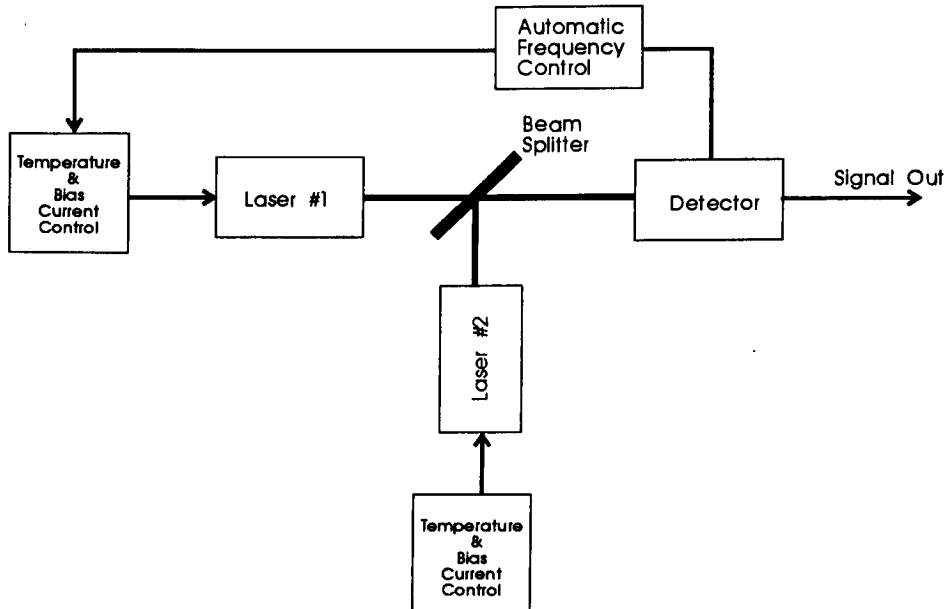 Automatic
Frequency
Control
Beam
Splitter
Temperature
&
Bias
Current
Control
Laser #1
Detector
Signal Out
Laser #2
Temperature
&
Bias
Current
Control